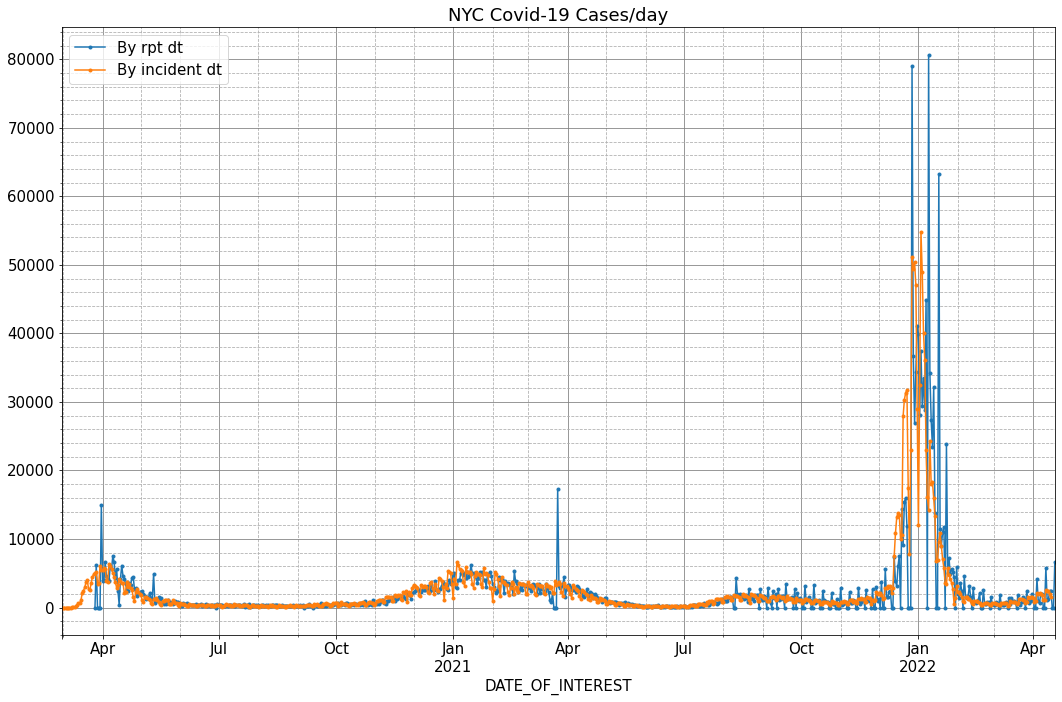 NYC Covid-19 Cases/day
By rpt dt
By incident dt
80000
70000
60000
50000
40000
30000
20000
10000
0
Apr Jul Oct Jan Apr Jul Oct Jan Apr
2021 2022
DATE_OF_INTEREST